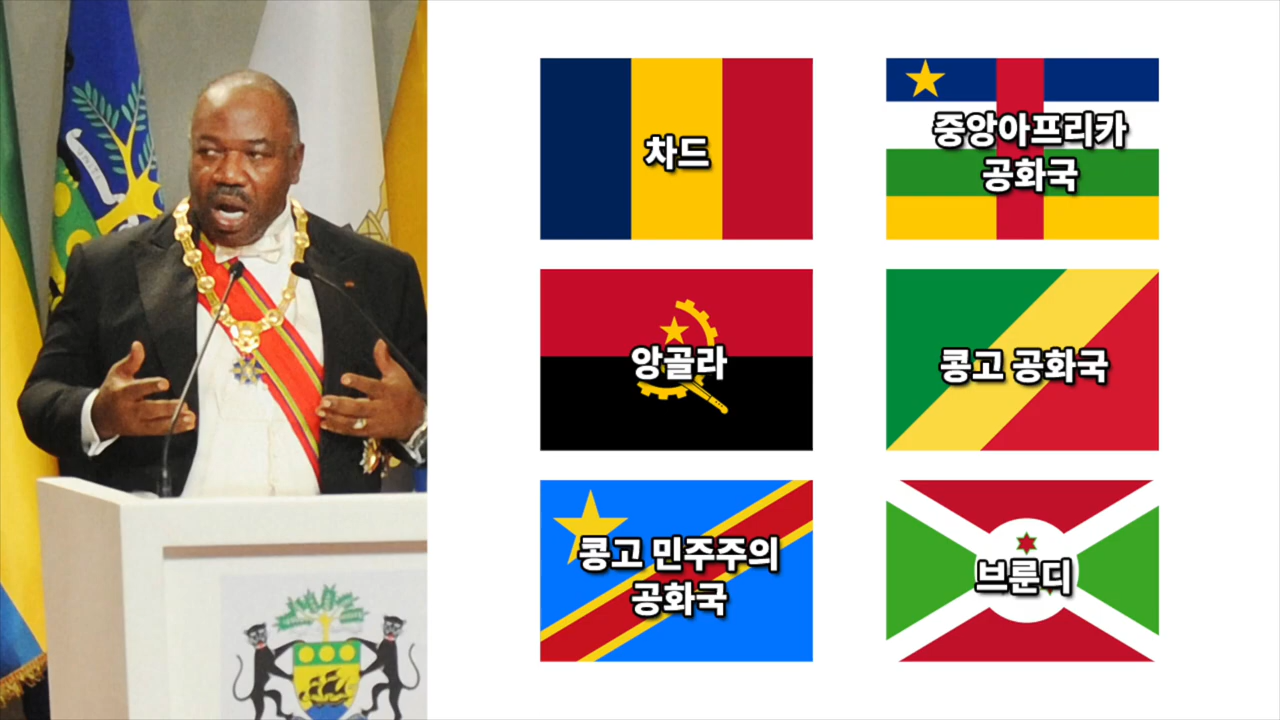 차드
중앙아프리카
공화국
앙골라
콩고 공화국
콩고 민주주의
공화국
브룬디